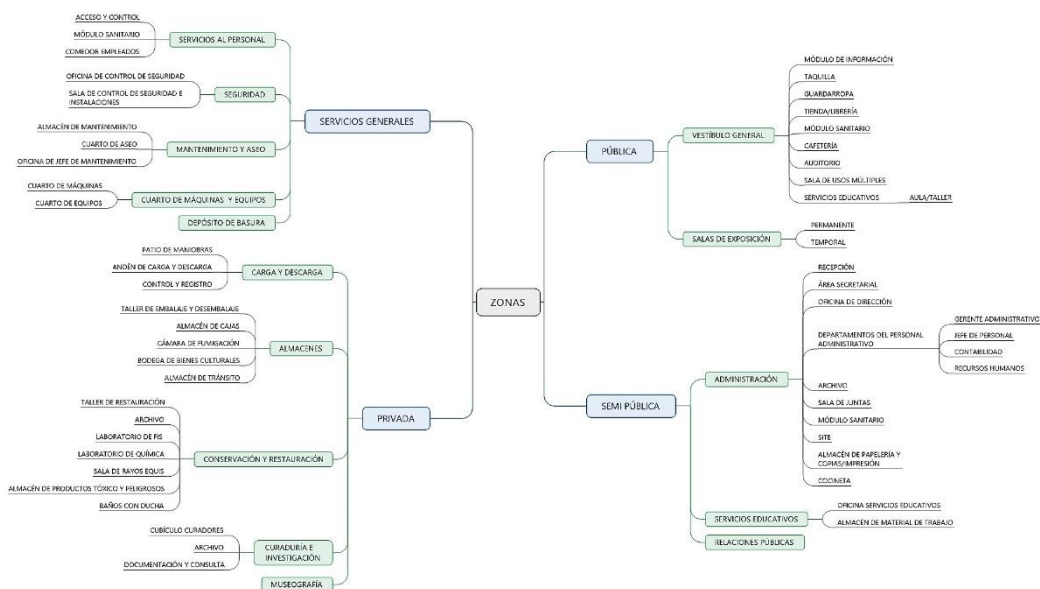 ZONAS
SERVICIOS GENERALES
SERVICIOS AL PERSONAL
ACCESO Y CONTROL
MÓDULO SANITARIO
COMEDOR EMPLEADOS
SEGURIDAD
OFICINA DE CONTROL DE SEGURIDAD
SALA DE CONTROL DE SEGURIDAD E
INSTALACIONES
MANTENIMIENTO Y ASEO
ALMACÉN DE MANTENIMIENTO
CUARTO DE ASEO
OFICINA DE JEFE DE MANTENIMIENTO
CUARTO DE MÁQUINAS Y EQUIPOS
CUARTO DE MÁQUINAS
CUARTO DE EQUIPOS
DEPÓSITO DE BASURA
PRIVADA
CARGA Y DESCARGA
PATIO DE MANIOBRAS
ANDÉN DE CARGA Y DESCARGA
CONTROL Y REGISTRO
ALMACENES
TALLER DE EMBALAJE Y DESEMBALAJE
ALMACÉN DE CAJAS
CÁMARA DE FUMIGACIÓN
BODEGA DE BIENES CULTURALES
ALMACÉN DE TRÁNSITO
CONSERVACIÓN Y RESTAURACIÓN
TALLER DE RESTAURACIÓN
ARCHIVO
LABORATORIO DE FIS
LABORATORIO DE QUÍMICA
SALA DE RAYOS EQUIS
ALMACÉN DE PRODUCTOS TÓXICO Y PELIGROSOS
BAÑOS CON DUCHA
CURADURÍA E
INVESTIGACIÓN
CUBÍCULO CURADORES
ARCHIVO
DOCUMENTACIÓN Y CONSULTA
MUSEOGRAFÍA
PÚBLICA
VESTÍBULO GENERAL
MÓDULO DE INFORMACIÓN
TAQUILLA
GUARDARROPA
TIENDA/LIBRERÍA
MÓDULO SANITARIO
CAFETERÍA
AUDITORIO
SALA DE USOS MÚLTIPLES
SERVICIOS EDUCATIVOS
AULA/TALLER
SALAS DE EXPOSICIÓN
PERMANENTE
TEMPORAL
SEMI PÚBLICA
ADMINISTRACIÓN
RECEPCIÓN
ÁREA SECRETARIAL
OFICINA DE DIRECCIÓN
DEPARTAMENTOS DEL PERSONAL
ADMINISTRATIVO
GERENTE ADMINISTRATIVO
JEFE DE PERSONAL
CONTABILIDAD
RECURSOS HUMANOS
ARCHIVO
SALA DE JUNTAS
MÓDULO SANITARIO
SITE
ALMACÉN DE PAPELERÍA Y
COPIAS/IMPRESIÓN
COCINETA
SERVICIOS EDUCATIVOS
OFICINA SERVICIOS EDUCATIVOS
ALMACÉN DE MATERIAL DE TRABAJO
RELACIONES PÚBLICAS